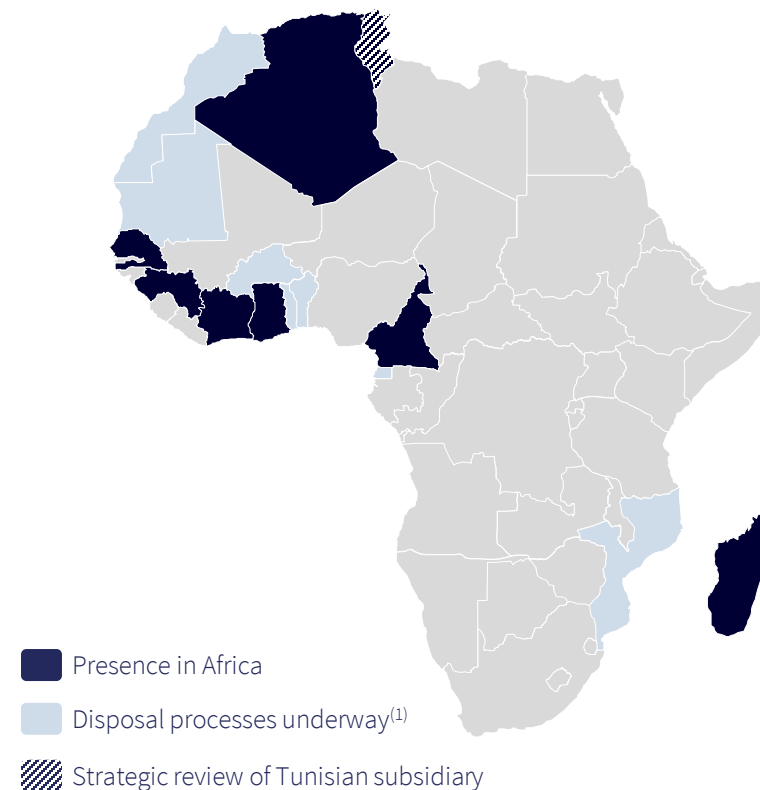 Presence in Africa
Disposal processes underway(1)
Strategic review of Tunisian subsidiary